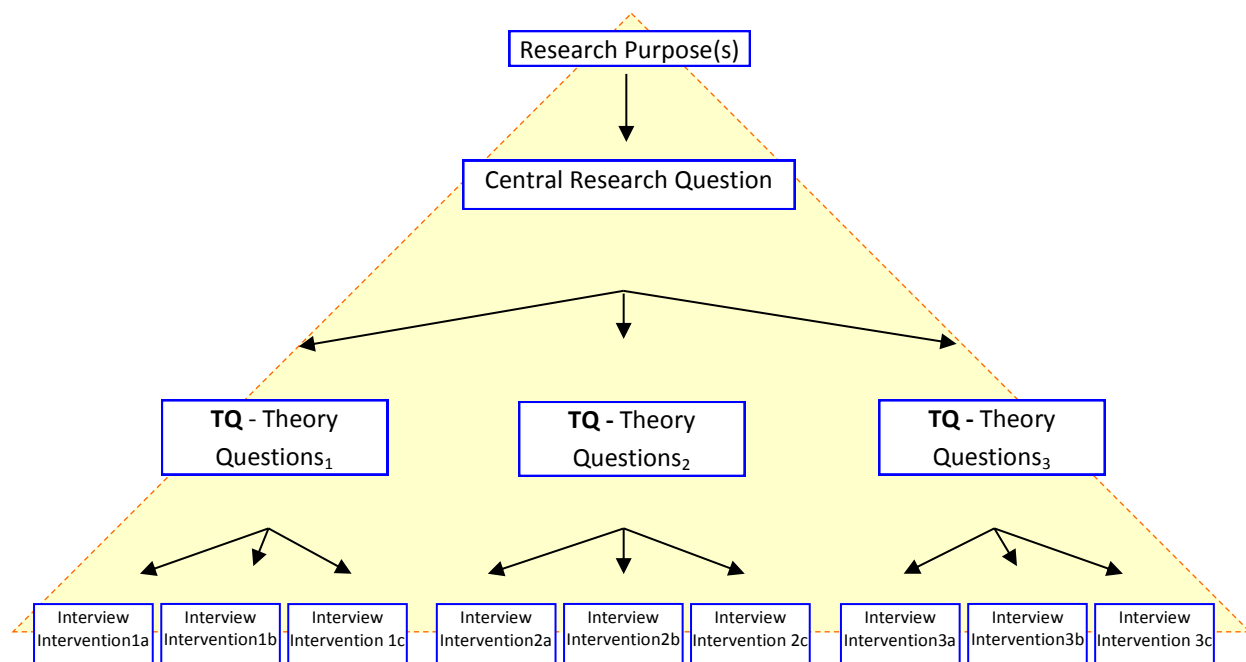 Research Purpose(s)
Central Research Question
TQ - Theory
Questions₁
TQ - Theory
Questions₂
TQ - Theory
Questions₃
Interview
Intervention1a
Interview
Intervention1b
Interview
Intervention 1c
Interview
Intervention2a
Interview
Intervention2b
Interview
Intervention 2c
Interview
Intervention3a
Interview
Intervention3b
Interview
Intervention 3c